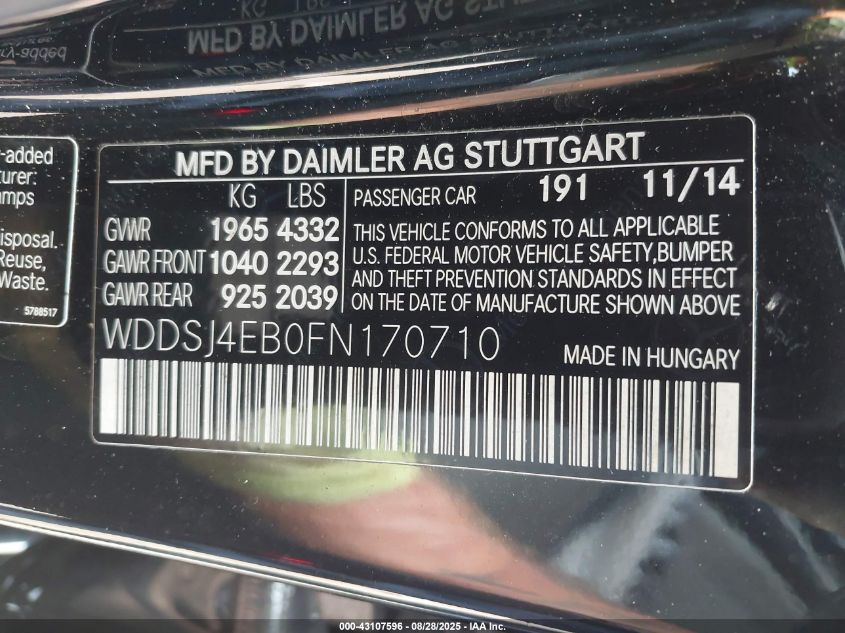 ry-added
MFD BY DAIMLER AG STUTTGART
-added
turer:
mps
isposal.
Reuse,
Waste.
5788517
MFD BY DAIMLER AG STUTTGART
KG LBS
GVWR 1965 4332
GAWR FRONT 1040 2293
GAWR REAR 925 2039
PASSENGER CAR 191 11/14
THIS VEHICLE CONFORMS TO ALL APPLICABLE
U.S. FEDERAL MOTOR VEHICLE SAFETY,BUMPER
AND THEFT PREVENTION STANDARDS IN EFFECT
ON THE DATE OF MANUFACTURE SHOWN ABOVE
WDDSJ4EB0FN170710
MADE IN HUNGARY
000-43107596 - 08/28/2025 - IAA Inc.